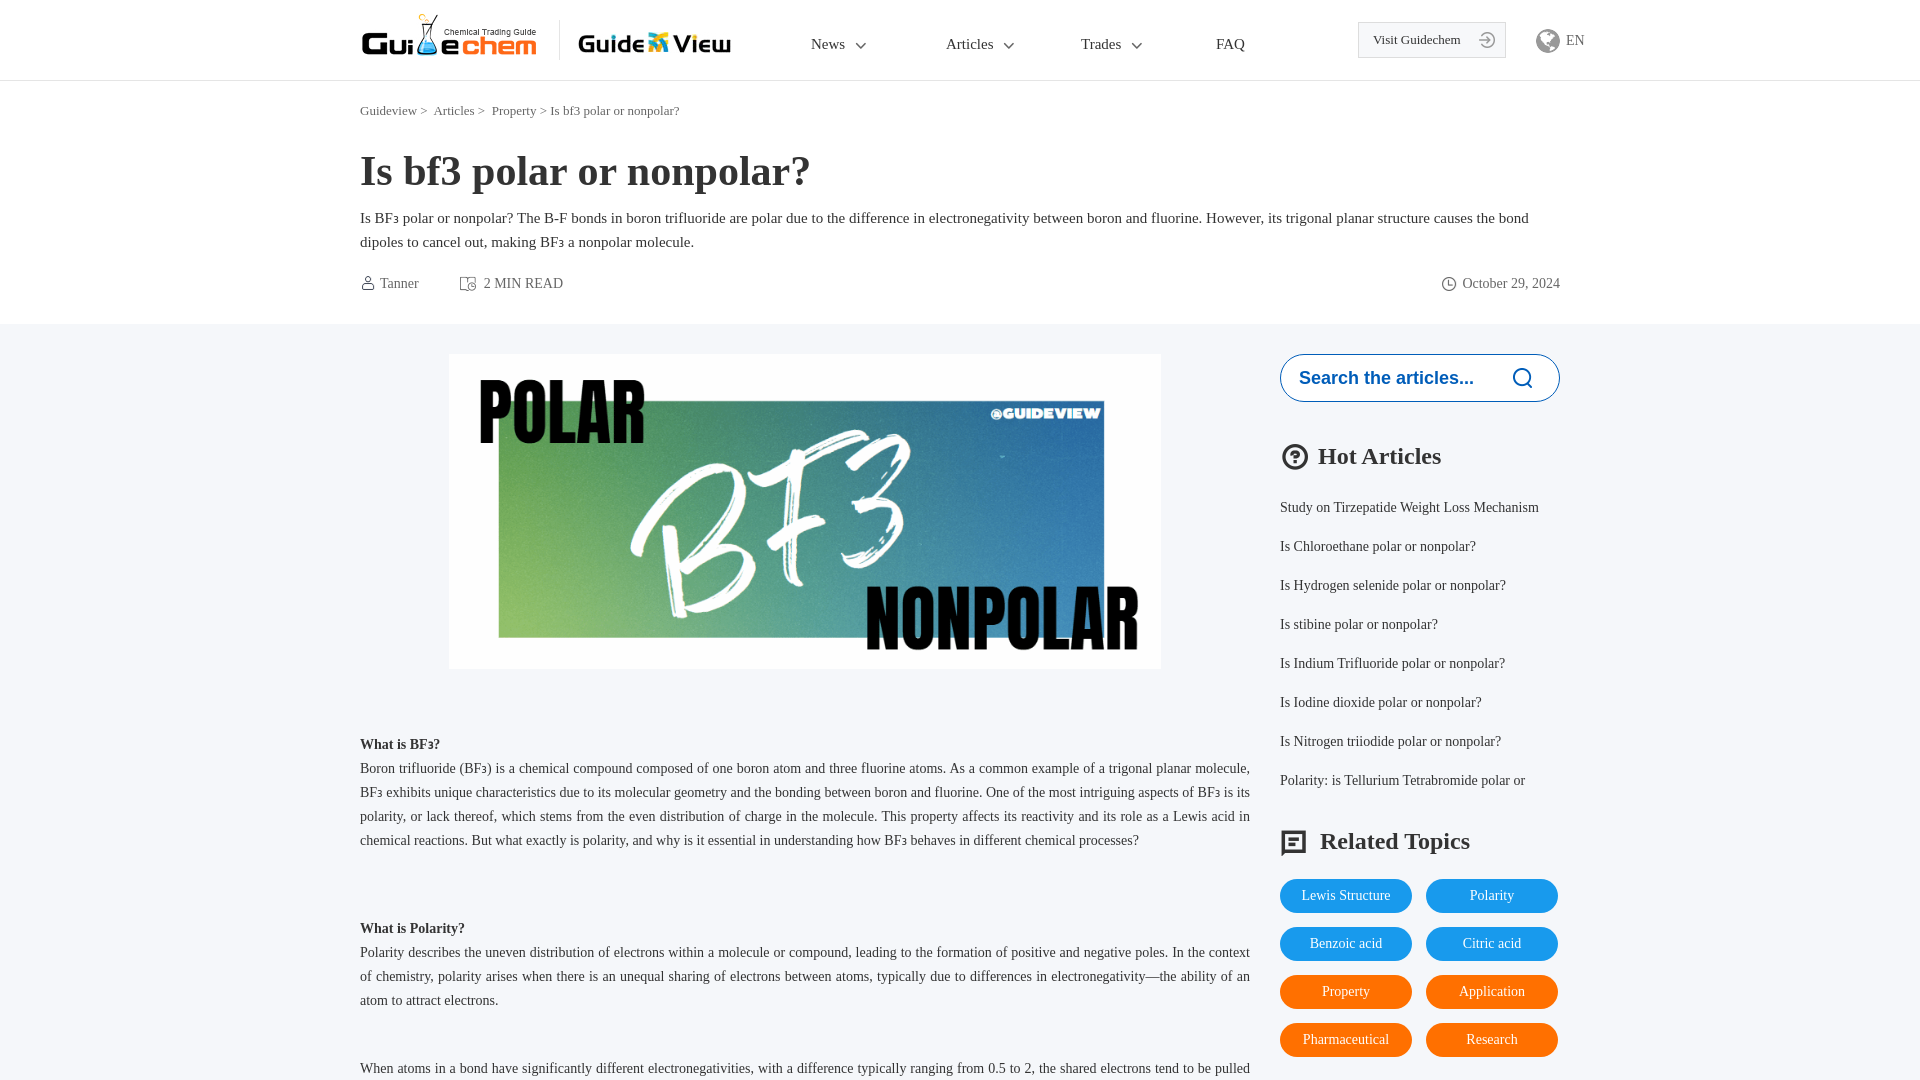 Chemical Trading Guide
Guidechem
GuideView
News
Articles
Trades
FAQ
Visit Guidechem
EN
Guideview > Articles > Property > Is bf3 polar or nonpolar?
Is bf3 polar or nonpolar?
Is BF₃ polar or nonpolar? The B-F bonds in boron trifluoride are polar due to the difference in electronegativity between boron and fluorine. However, its trigonal planar structure causes the bond
dipoles to cancel out, making BF₃ a nonpolar molecule.
Tanner
2 MIN READ
October 29, 2024
POLAR
@GUIDEVIEW
BF3
NONPOLAR
What is BF₃?
Boron trifluoride (BF₃) is a chemical compound composed of one boron atom and three fluorine atoms. As a common example of a trigonal planar molecule,
BF₃ exhibits unique characteristics due to its molecular geometry and the bonding between boron and fluorine. One of the most intriguing aspects of BF₃ is its
polarity, or lack thereof, which stems from the even distribution of charge in the molecule. This property affects its reactivity and its role as a Lewis acid in
chemical reactions. But what exactly is polarity, and why is it essential in understanding how BF₃ behaves in different chemical processes?
What is Polarity?
Polarity describes the uneven distribution of electrons within a molecule or compound, leading to the formation of positive and negative poles. In the context
of chemistry, polarity arises when there is an unequal sharing of electrons between atoms, typically due to differences in electronegativity—the ability of an
atom to attract electrons.
When atoms in a bond have significantly different electronegativities, with a difference typically ranging from 0.5 to 2, the shared electrons tend to be pulled
Search the articles...
Hot Articles
Study on Tirzepatide Weight Loss Mechanism
Is Chloroethane polar or nonpolar?
Is Hydrogen selenide polar or nonpolar?
Is stibine polar or nonpolar?
Is Indium Trifluoride polar or nonpolar?
Is Iodine dioxide polar or nonpolar?
Is Nitrogen triiodide polar or nonpolar?
Polarity: is Tellurium Tetrabromide polar or
Related Topics
Lewis Structure
Polarity
Benzoic acid
Citric acid
Property
Application
Pharmaceutical
Research